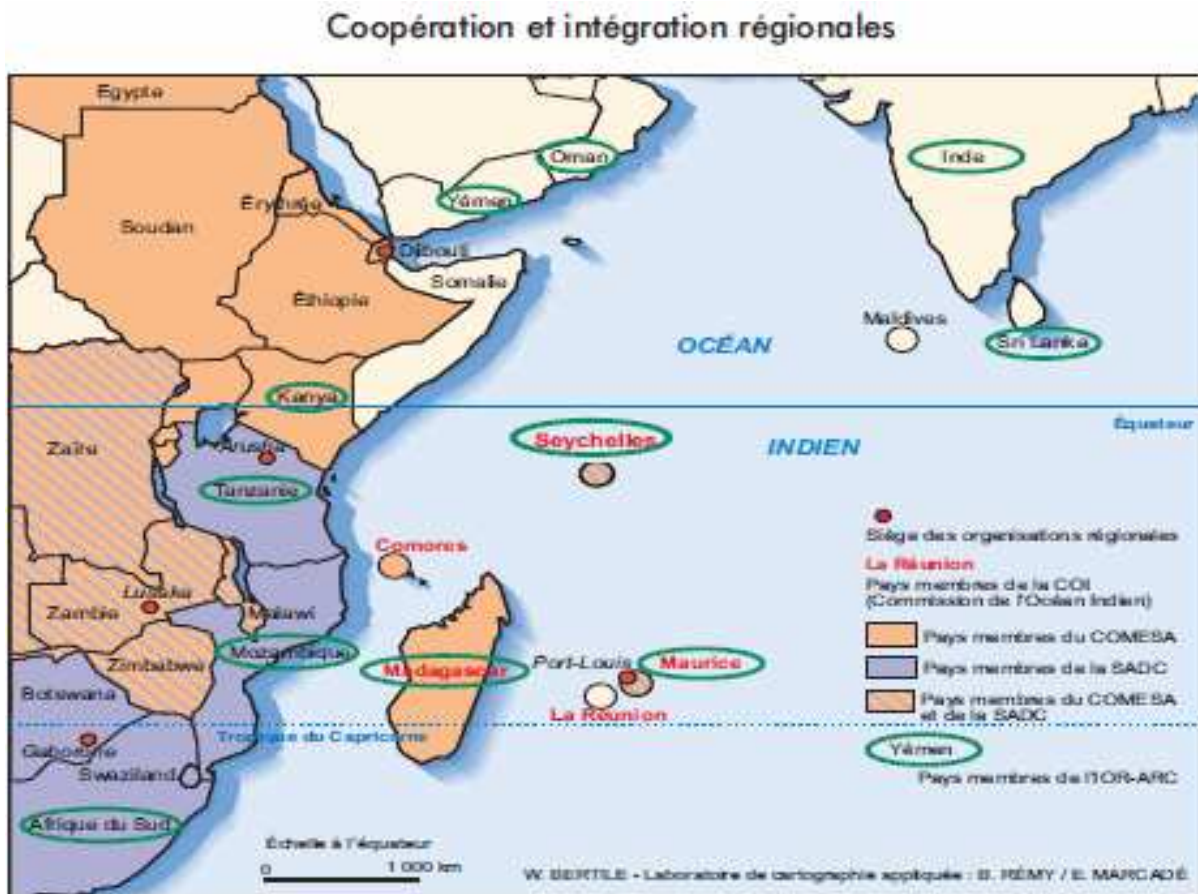 Coopération et intégration régionales
Egypte
Oman
Inde
Yémen
Érythrée
Soudan
Djibouti
Somalie
Éthiopie
Maldives
OCÉAN
Sri Lanka
Kenya
Équateur
Seychelles
INDIEN
Zaïre
Arusha
Tanzanie
Siège des organisations régionales
Comores
La Réunion
Pays membres de la COI
(Commission de l'Océan Indien)
Lusaka
Zambie
Malawi
Pays membres du COMESA
Mozambique
Zimbabwe
Madagascar
Port-Louis
Maurice
Pays membres de la SADC
Botswana
La Réunion
Pays membres du COMESA
et de la SADC
Tropique du Capricorne
Gaborone
Yémen
Swaziland
Pays membres de l'IOR-ARC
Afrique du Sud
Échelle à l'équateur
0 1 000 km
W. BERTILE - Laboratoire de cartographie appliquée : B. RÉMY / E. MARCADÉ